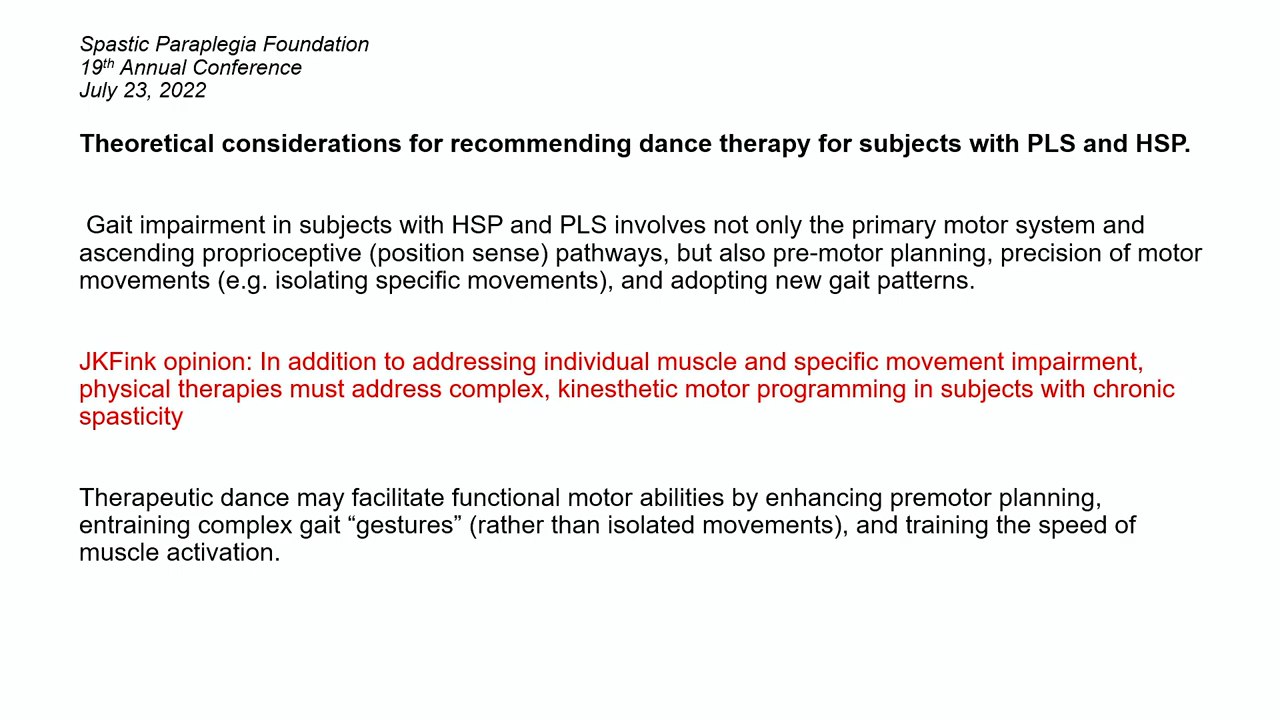 Spastic Paraplegia Foundation
19th Annual Conference
July 23, 2022
Theoretical considerations for recommending dance therapy for subjects with PLS and HSP.
Gait impairment in subjects with HSP and PLS involves not only the primary motor system and
ascending proprioceptive (position sense) pathways, but also pre-motor planning, precision of motor
movements (e.g. isolating specific movements), and adopting new gait patterns.
JKFink opinion: In addition to addressing individual muscle and specific movement impairment,
physical therapies must address complex, kinesthetic motor programming in subjects with chronic
spasticity
Therapeutic dance may facilitate functional motor abilities by enhancing premotor planning,
entraining complex gait “gestures” (rather than isolated movements), and training the speed of
muscle activation.